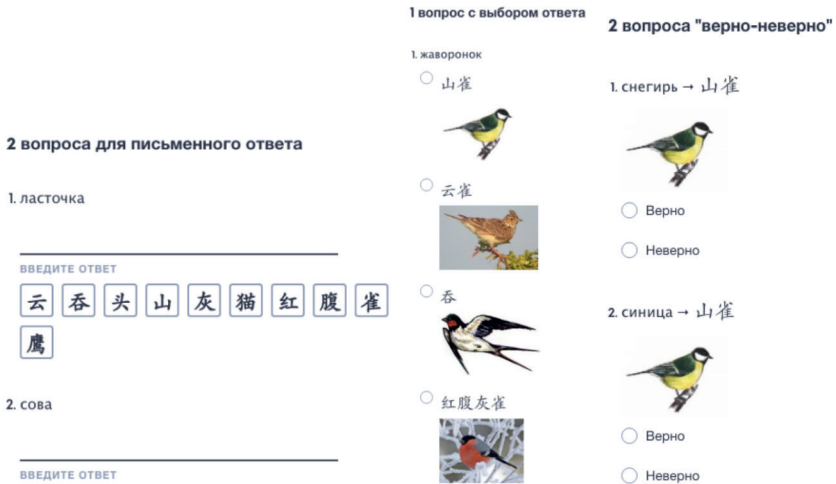 2 вопроса для письменного ответа
1. ласточка
ВВЕДИТЕ ОТВЕТ
云 吞 头 山 灰 猫 红 腹 雀
鹰
2. сова
ВВЕДИТЕ ОТВЕТ
1 вопрос с выбором ответа
1. жаворонок
山雀
云雀
吞
红腹灰雀
2 вопроса "верно-неверно"
1. снегирь → 山雀
Верно
Неверно
2. синица → 山雀
Верно
Неверно